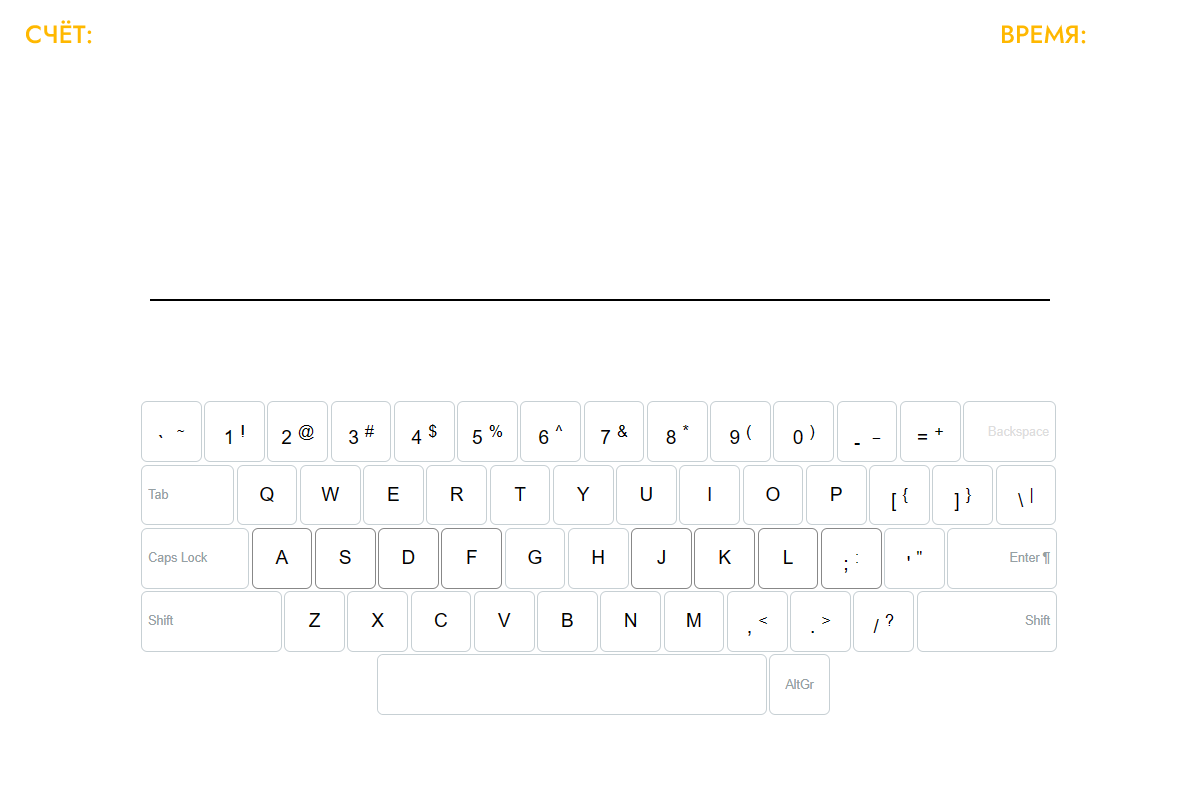 СЧЁТ: ВРЕМЯ:
` ~ 1 ! 2 @ 3 # 4 $ 5 % 6 ^ 7 & 8 * 9 ( 0 ) - _ = + Backspace
Tab Q W E R T Y U I O P [ { ] } \ |
Caps Lock A S D F G H J K L ; : ' " Enter ¶
Shift Z X C V B N M , < . > / ? Shift
AltGr